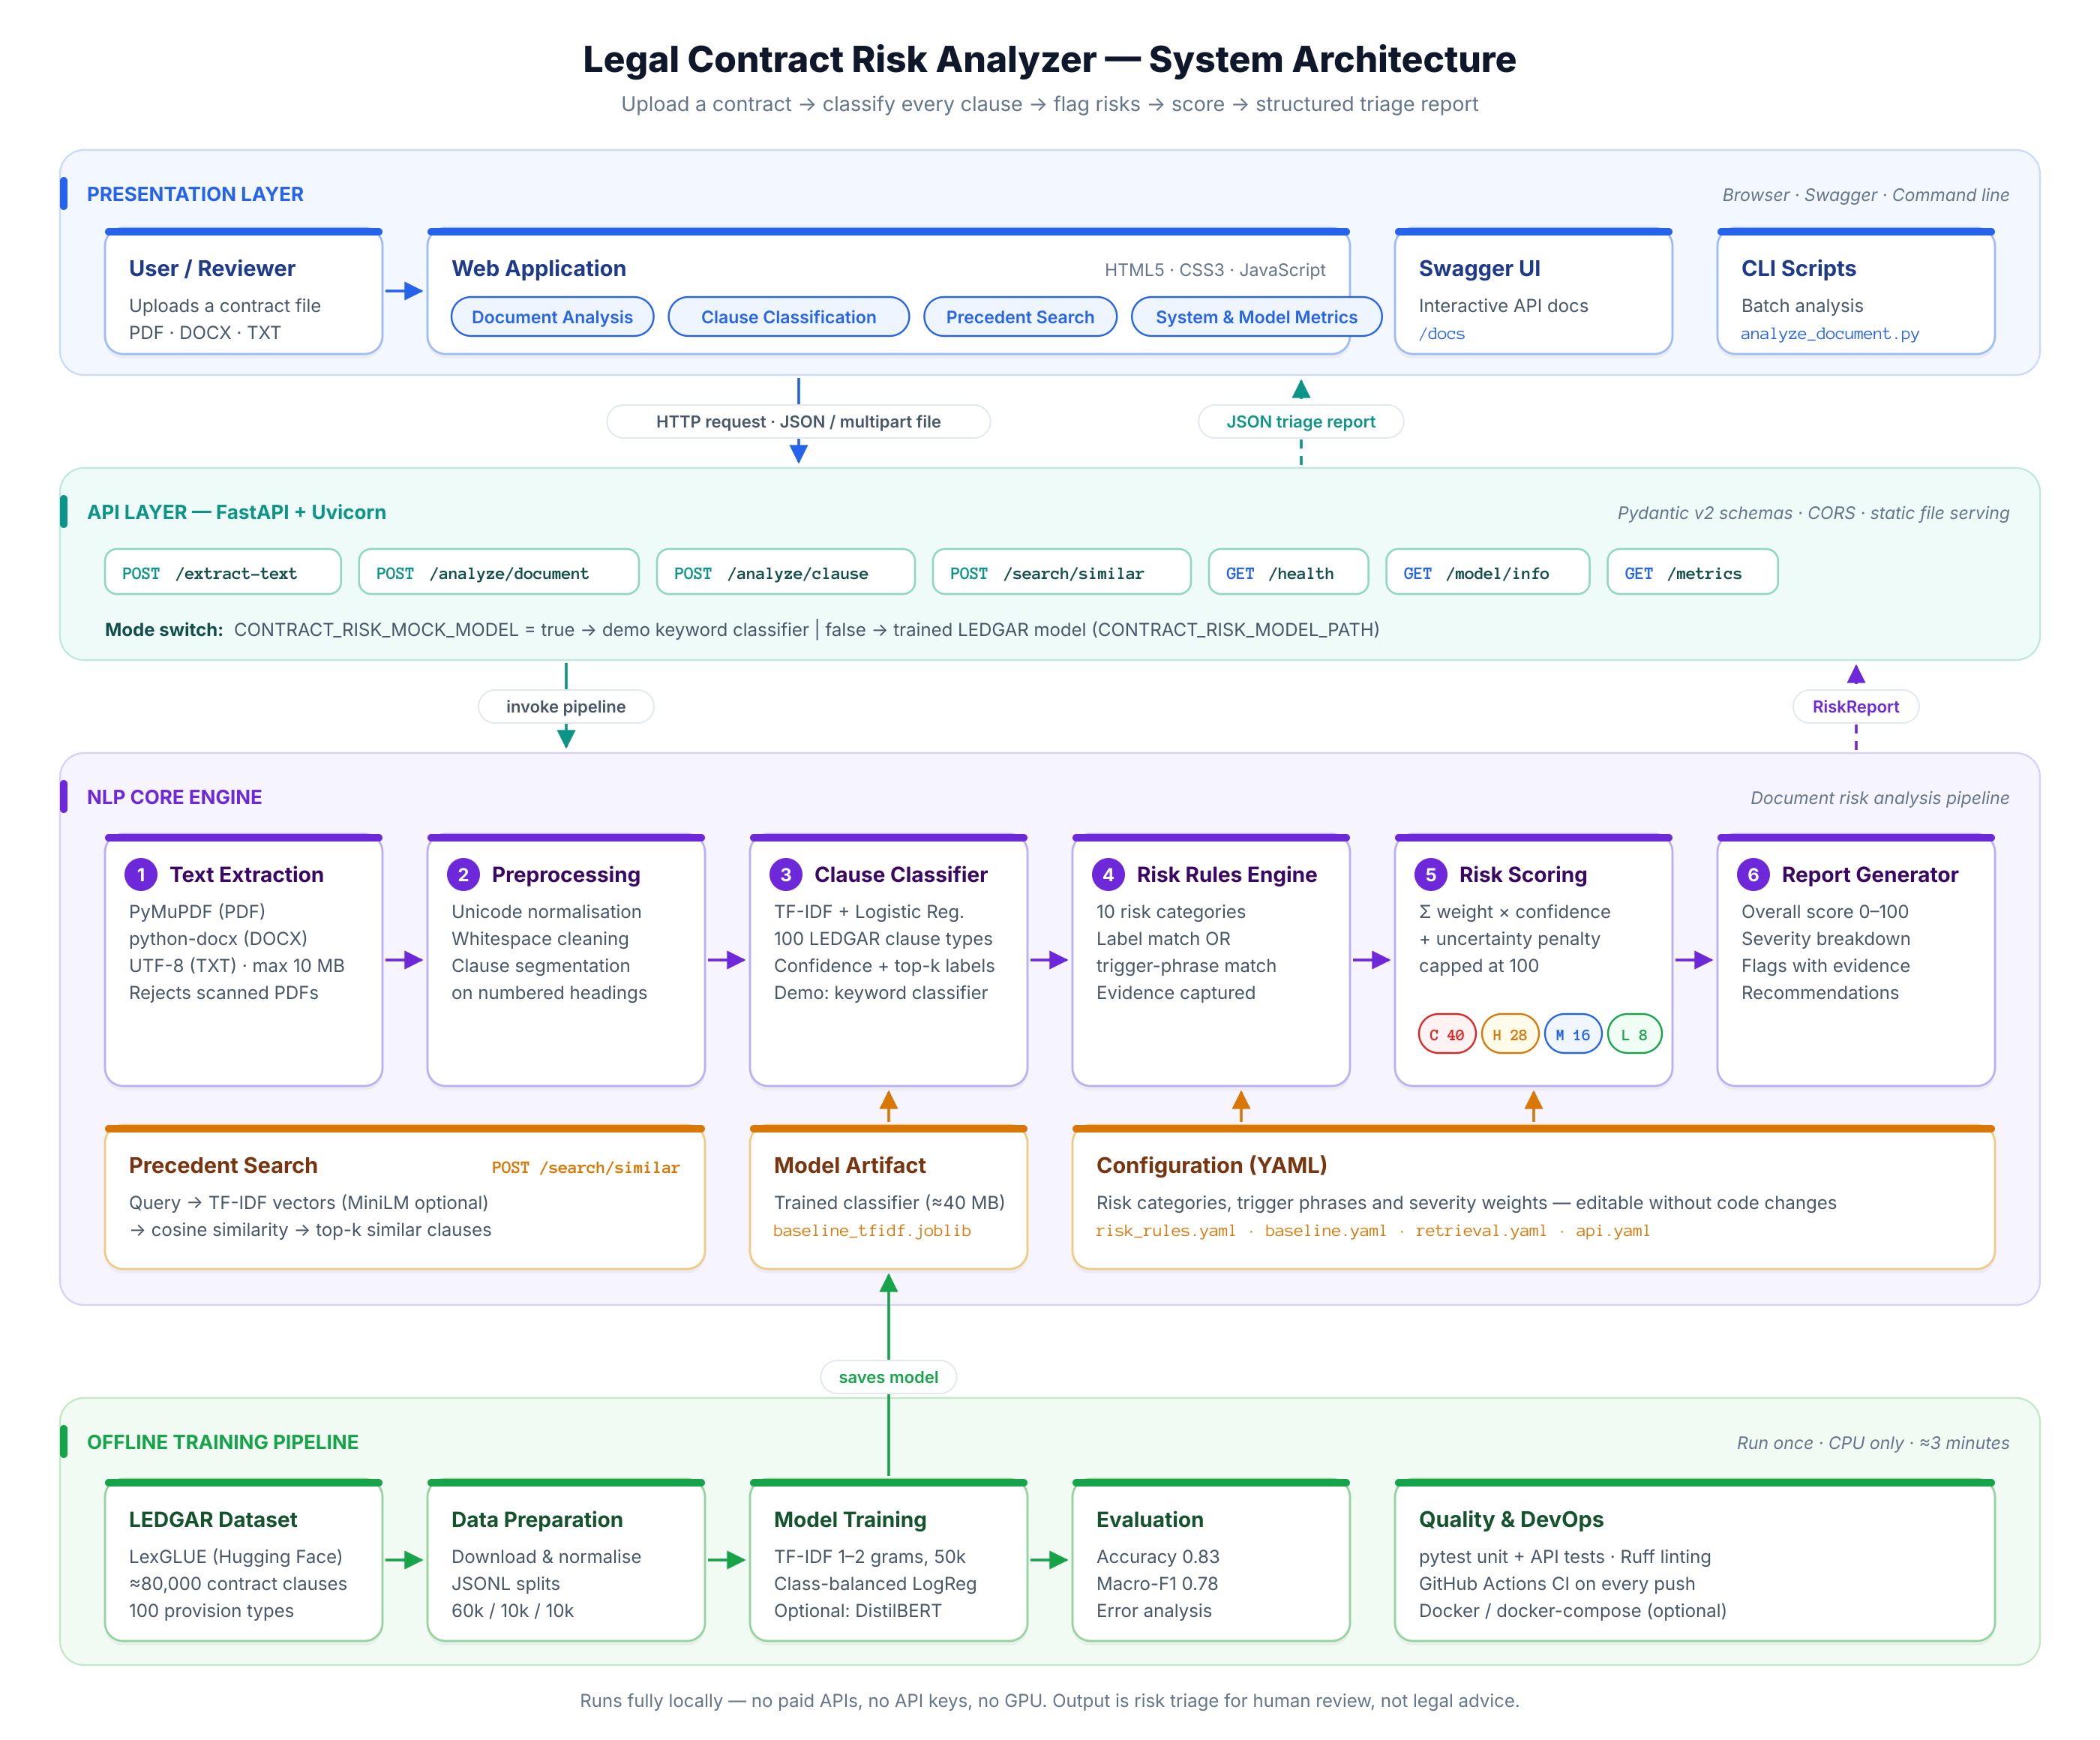 Legal Contract Risk Analyzer — System Architecture
Upload a contract → classify every clause → flag risks → score → structured triage report
PRESENTATION LAYER
Browser · Swagger · Command line
User / Reviewer
Uploads a contract file
PDF · DOCX · TXT
Web Application
HTML5 · CSS3 · JavaScript
Document Analysis
Clause Classification
Precedent Search
System & Model Metrics
Swagger UI
Interactive API docs
/docs
CLI Scripts
Batch analysis
analyze_document.py
HTTP request · JSON / multipart file
JSON triage report
API LAYER — FastAPI + Uvicorn
Pydantic v2 schemas · CORS · static file serving
POST /extract-text
POST /analyze/document
POST /analyze/clause
POST /search/similar
GET /health
GET /model/info
GET /metrics
Mode switch: CONTRACT_RISK_MOCK_MODEL = true → demo keyword classifier | false → trained LEDGAR model (CONTRACT_RISK_MODEL_PATH)
invoke pipeline
RiskReport
NLP CORE ENGINE
Document risk analysis pipeline
1 Text Extraction
PyMuPDF (PDF)
python-docx (DOCX)
UTF-8 (TXT) · max 10 MB
Rejects scanned PDFs
2 Preprocessing
Unicode normalisation
Whitespace cleaning
Clause segmentation
on numbered headings
3 Clause Classifier
TF-IDF + Logistic Reg.
100 LEDGAR clause types
Confidence + top-k labels
Demo: keyword classifier
4 Risk Rules Engine
10 risk categories
Label match OR
trigger-phrase match
Evidence captured
5 Risk Scoring
Σ weight × confidence
+ uncertainty penalty
capped at 100
C 40
H 28
M 16
L 8
6 Report Generator
Overall score 0–100
Severity breakdown
Flags with evidence
Recommendations
Precedent Search
POST /search/similar
Query → TF-IDF vectors (MiniLM optional)
→ cosine similarity → top-k similar clauses
Model Artifact
Trained classifier (≈40 MB)
baseline_tfidf.joblib
Configuration (YAML)
Risk categories, trigger phrases and severity weights — editable without code changes
risk_rules.yaml · baseline.yaml · retrieval.yaml · api.yaml
saves model
OFFLINE TRAINING PIPELINE
Run once · CPU only · ≈3 minutes
LEDGAR Dataset
LexGLUE (Hugging Face)
≈80,000 contract clauses
100 provision types
Data Preparation
Download & normalise
JSONL splits
60k / 10k / 10k
Model Training
TF-IDF 1–2 grams, 50k
Class-balanced LogReg
Optional: DistilBERT
Evaluation
Accuracy 0.83
Macro-F1 0.78
Error analysis
Quality & DevOps
pytest unit + API tests · Ruff linting
GitHub Actions CI on every push
Docker / docker-compose (optional)
Runs fully locally — no paid APIs, no API keys, no GPU. Output is risk triage for human review, not legal advice.